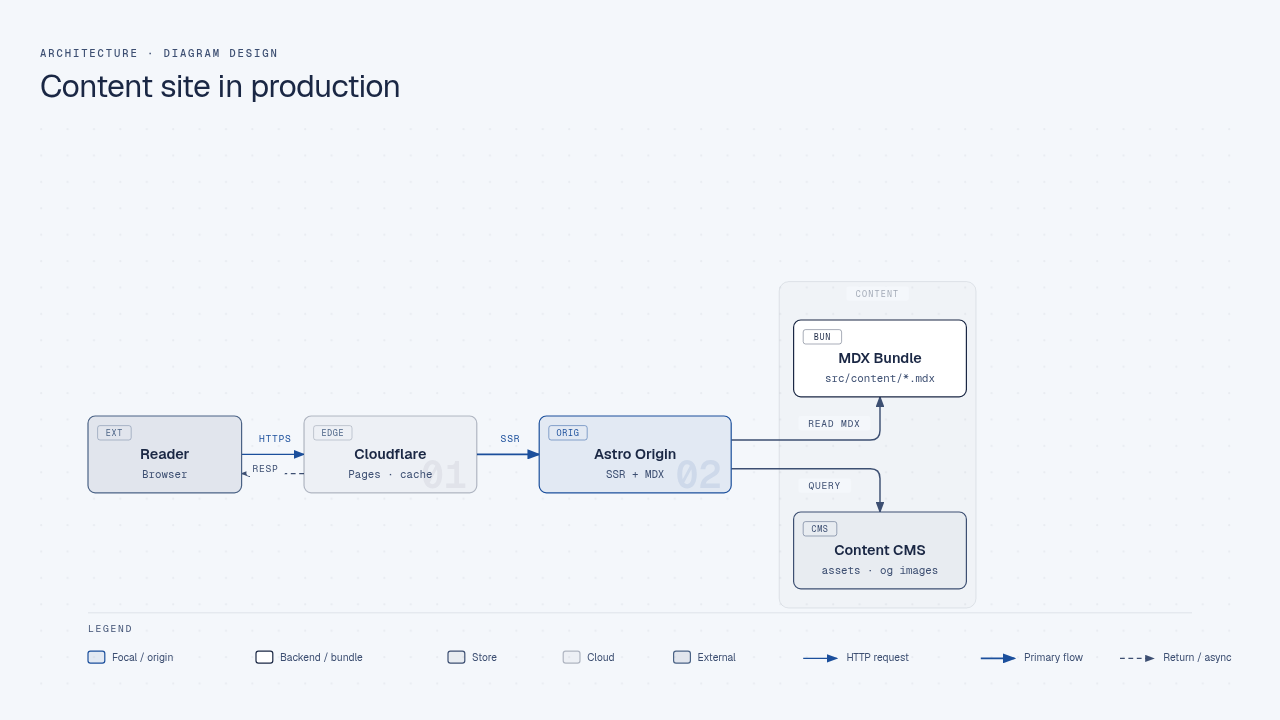 ARCHITECTURE · DIAGRAM DESIGN
Content site in production
CONTENT
BUN
MDX Bundle
src/content/*.mdx
READ MDX
EXT
Reader
Browser
HTTPS
RESP
EDGE
Cloudflare
Pages · cache
01
SSR
ORIG
Astro Origin
SSR + MDX
02
QUERY
CMS
Content CMS
assets · og images
LEGEND
Focal / origin
Backend / bundle
Store
Cloud
External
HTTP request
Primary flow
Return / async